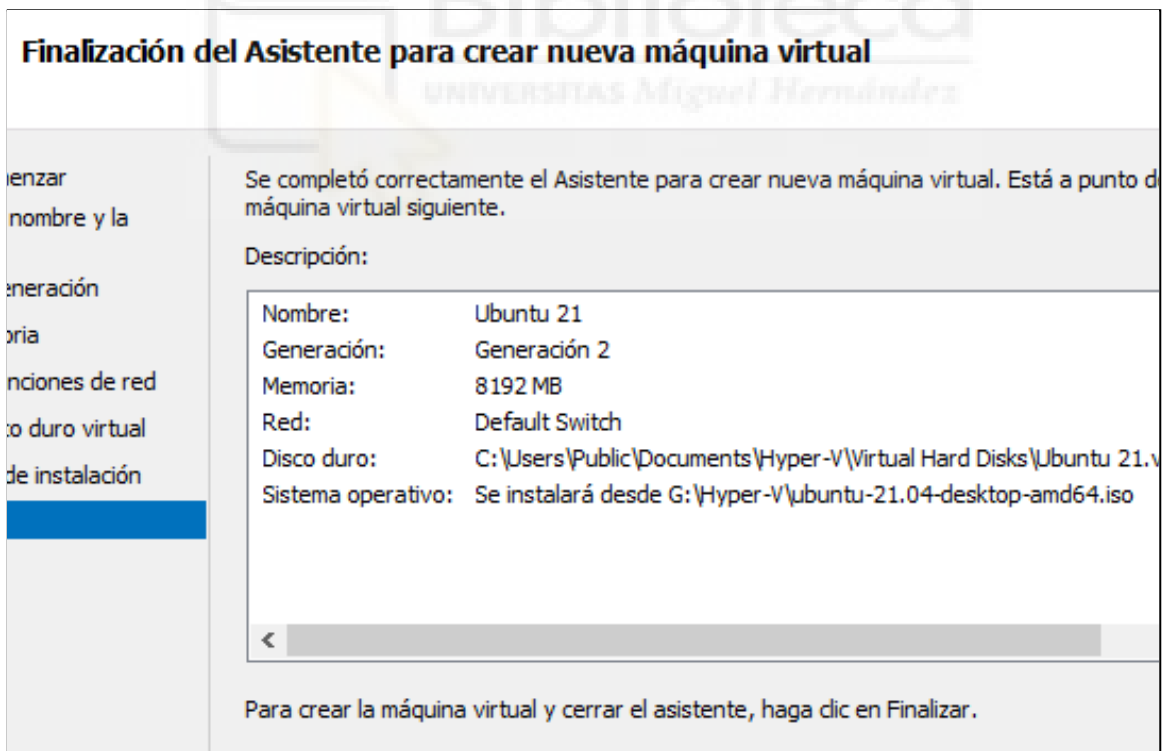 Biblioteca
UNIVERSITAS Miguel Hernández
Finalización del Asistente para crear nueva máquina virtual
enzar
nombre y la
eneración
oria
nciones de red
o duro virtual
de instalación
Se completó correctamente el Asistente para crear nueva máquina virtual. Está a punto d
máquina virtual siguiente.
Descripción:
Nombre: Ubuntu 21
Generación: Generación 2
Memoria: 8192 MB
Red: Default Switch
Disco duro: C:\Users\Public\Documents\Hyper-V\Virtual Hard Disks\Ubuntu 21.v
Sistema operativo: Se instalará desde G:\Hyper-V\ubuntu-21.04-desktop-amd64.iso
Para crear la máquina virtual y cerrar el asistente, haga clic en Finalizar.